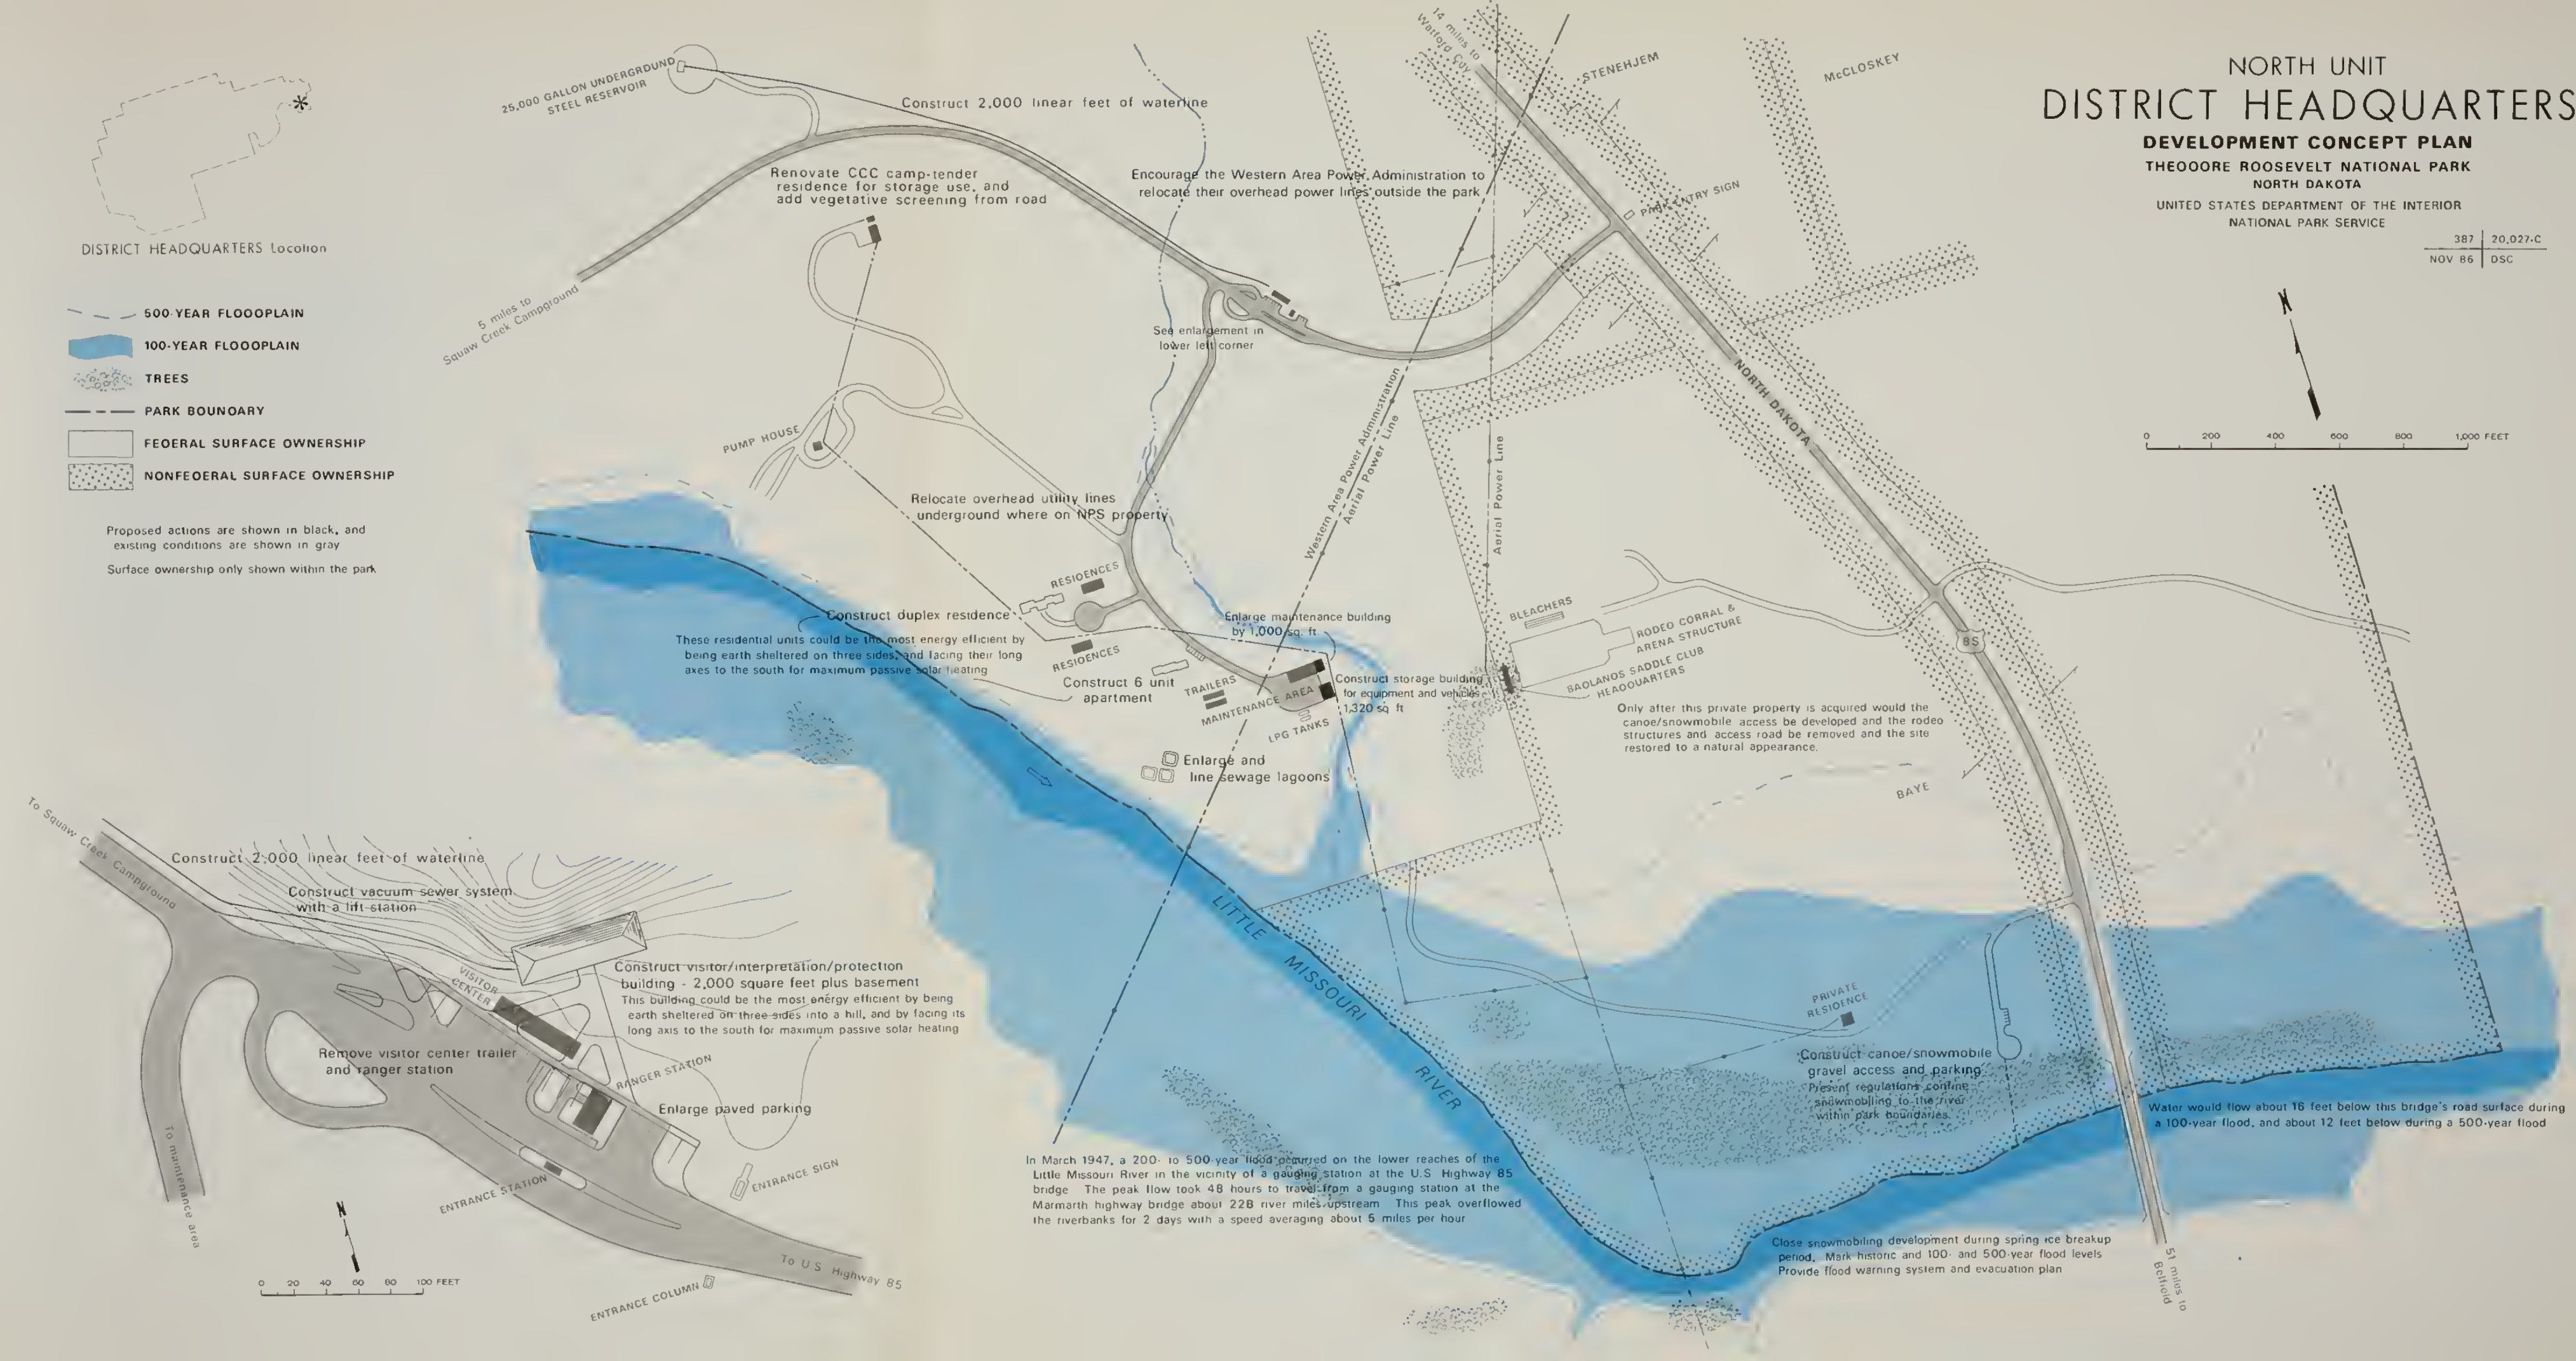 NORTH UNIT
DISTRICT HEADQUARTERS
DEVELOPMENT CONCEPT PLAN
THEOOORE ROOSEVELT NATIONAL PARK
NORTH DAKOTA
UNITED STATES DEPARTMENT OF THE INTERIOR
NATIONAL PARK SERVICE
387 20,027-C
NOV 86 DSC
N
0 200 400 600 800 1,000 FEET
DISTRICT HEADQUARTERS Locotion
500-YEAR FLOOOPLAIN
100-YEAR FLOOOPLAIN
TREES
PARK BOUNOARY
FEOERAL SURFACE OWNERSHIP
NONFEOERAL SURFACE OWNERSHIP
Proposed actions are shown in black, and
existing conditions are shown in gray
Surface ownership only shown within the park
25,000 GALLON UNDERGROUND
STEEL RESERVOIR
Construct 2,000 linear feet of waterline
Renovate CCC camp-tender
residence for storage use, and
add vegetative screening from road
Encourage the Western Area Power Administration to
relocate their overhead power lines outside the park
14 miles to
Watford City
STENEHJEM
McCLOSKEY
PARK ENTRY SIGN
5 miles to
Squaw Creek Campground
See enlargement in
lower left corner
NORTH DAKOTA
PUMP HOUSE
Western Area Power Administration
Aerial Power Line
Aerial Power Line
Relocate overhead utility lines
underground where on NPS property
RESIOENCES
Construct duplex residence
These residential units could be the most energy efficient by
being earth sheltered on three sides, and facing their long
axes to the south for maximum passive solar heating
RESIOENCES
Construct 6 unit
apartment
Enlarge maintenance building
by 1,000 sq. ft.
TRAILERS
MAINTENANCE AREA
LPG TANKS
Construct storage building
for equipment and vehicles
1,320 sq ft
Enlarge and
line sewage lagoons
BLEACHERS
RODEO CORRAL &
ARENA STRUCTURE
BAOLANOS SADDLE CLUB
HEAOOUARTERS
8S
Only after this private property is acquired would the
canoe/snowmobile access be developed and the rodeo
structures and access road be removed and the site
restored to a natural appearance.
BAYE
LITTLE MISSOURI RIVER
PRIVATE
RESIOENCE
Construct canoe/snowmobile
gravel access and parking
Present regulations confine
snowmobiling to the river
within park boundaries
Water would flow about 16 feet below this bridge's road surface during
a 100-year flood, and about 12 feet below during a 500-year flood
In March 1947, a 200- to 500-year flood occurred on the lower reaches of the
Little Missouri River in the vicinity of a gauging station at the U.S Highway 85
bridge The peak flow took 48 hours to travel from a gauging station at the
Marmarth highway bridge about 22B river miles upstream This peak overflowed
the riverbanks for 2 days with a speed averaging about 5 miles per hour
Close snowmobiling development during spring ice breakup
period. Mark historic and 100- and 500-year flood levels
Provide flood warning system and evacuation plan
51 miles to
Belfield
To Squaw Creek Campground
Construct 2,000 linear feet of waterline
Construct vacuum sewer system
with a lift station
VISITOR
CENTER
Construct visitor/interpretation/protection
building - 2,000 square feet plus basement
This building could be the most energy efficient by being
earth sheltered on three sides into a hill, and by facing its
long axis to the south for maximum passive solar heating
Remove visitor center trailer
and ranger station
RANGER STATION
Enlarge paved parking
To maintenance area
ENTRANCE STATION
ENTRANCE SIGN
To U.S Highway 85
ENTRANCE COLUMN
N
0 20 40 60 80 100 FEET